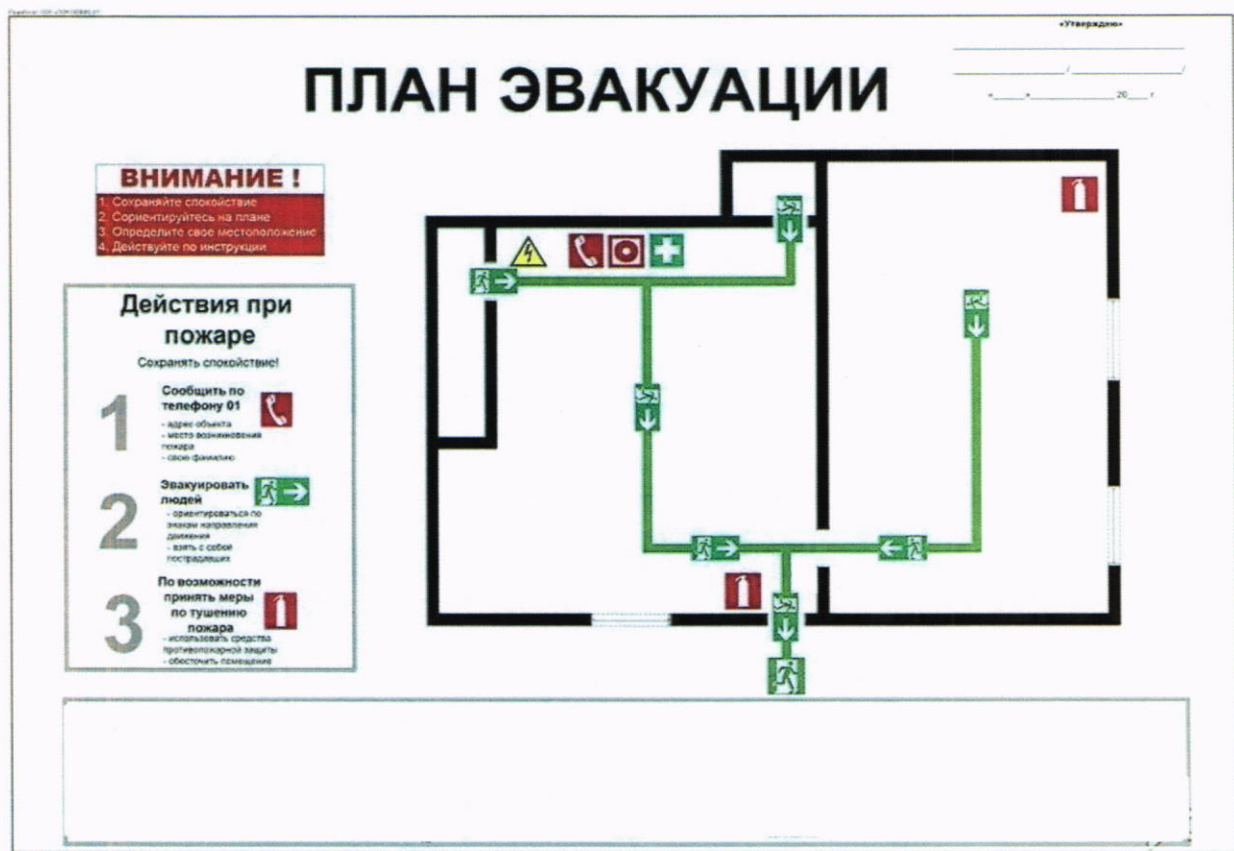 «Утверждаю»
/ /
« » 20 г.
ПЛАН ЭВАКУАЦИИ
ВНИМАНИЕ !
1. Сохраняйте спокойствие
2. Сориентируйтесь на плане
3. Определите свое местоположение
4. Действуйте по инструкции
Действия при
пожаре
Сохранять спокойствие!
1
Сообщить по
телефону 01
- адрес объекта
- место возникновения
пожара
- свою фамилию
2
Эвакуировать
людей
- ориентироваться по
знакам направления
движения
- взять с собой
пострадавших
3
По возможности
принять меры
по тушению
пожара
- использовать средства
противопожарной защиты
- обесточить помещение